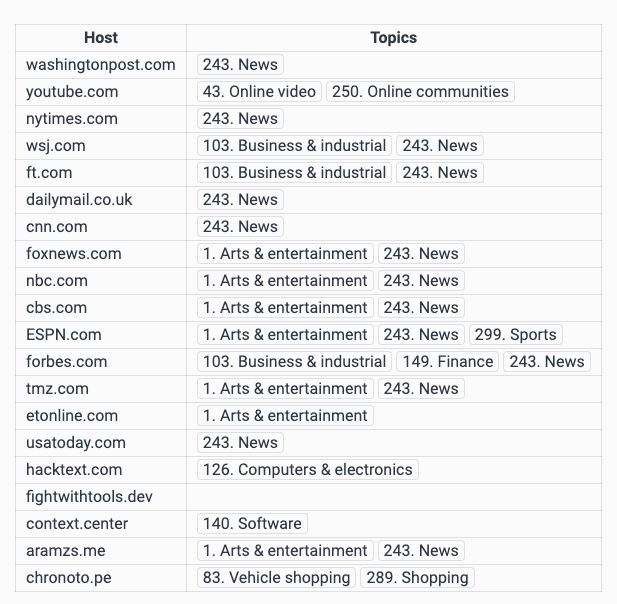 Host Topics
washingtonpost.com 243. News
youtube.com 43. Online video 250. Online communities
nytimes.com 243. News
wsj.com 103. Business & industrial 243. News
ft.com 103. Business & industrial 243. News
dailymail.co.uk 243. News
cnn.com 243. News
foxnews.com 1. Arts & entertainment 243. News
nbc.com 1. Arts & entertainment 243. News
cbs.com 1. Arts & entertainment 243. News
ESPN.com 1. Arts & entertainment 243. News 299. Sports
forbes.com 103. Business & industrial 149. Finance 243. News
tmz.com 1. Arts & entertainment 243. News
etonline.com 1. Arts & entertainment
usatoday.com 243. News
hacktext.com 126. Computers & electronics
fightwithtools.dev
context.center 140. Software
aramzs.me 1. Arts & entertainment 243. News
chronoto.pe 83. Vehicle shopping 289. Shopping